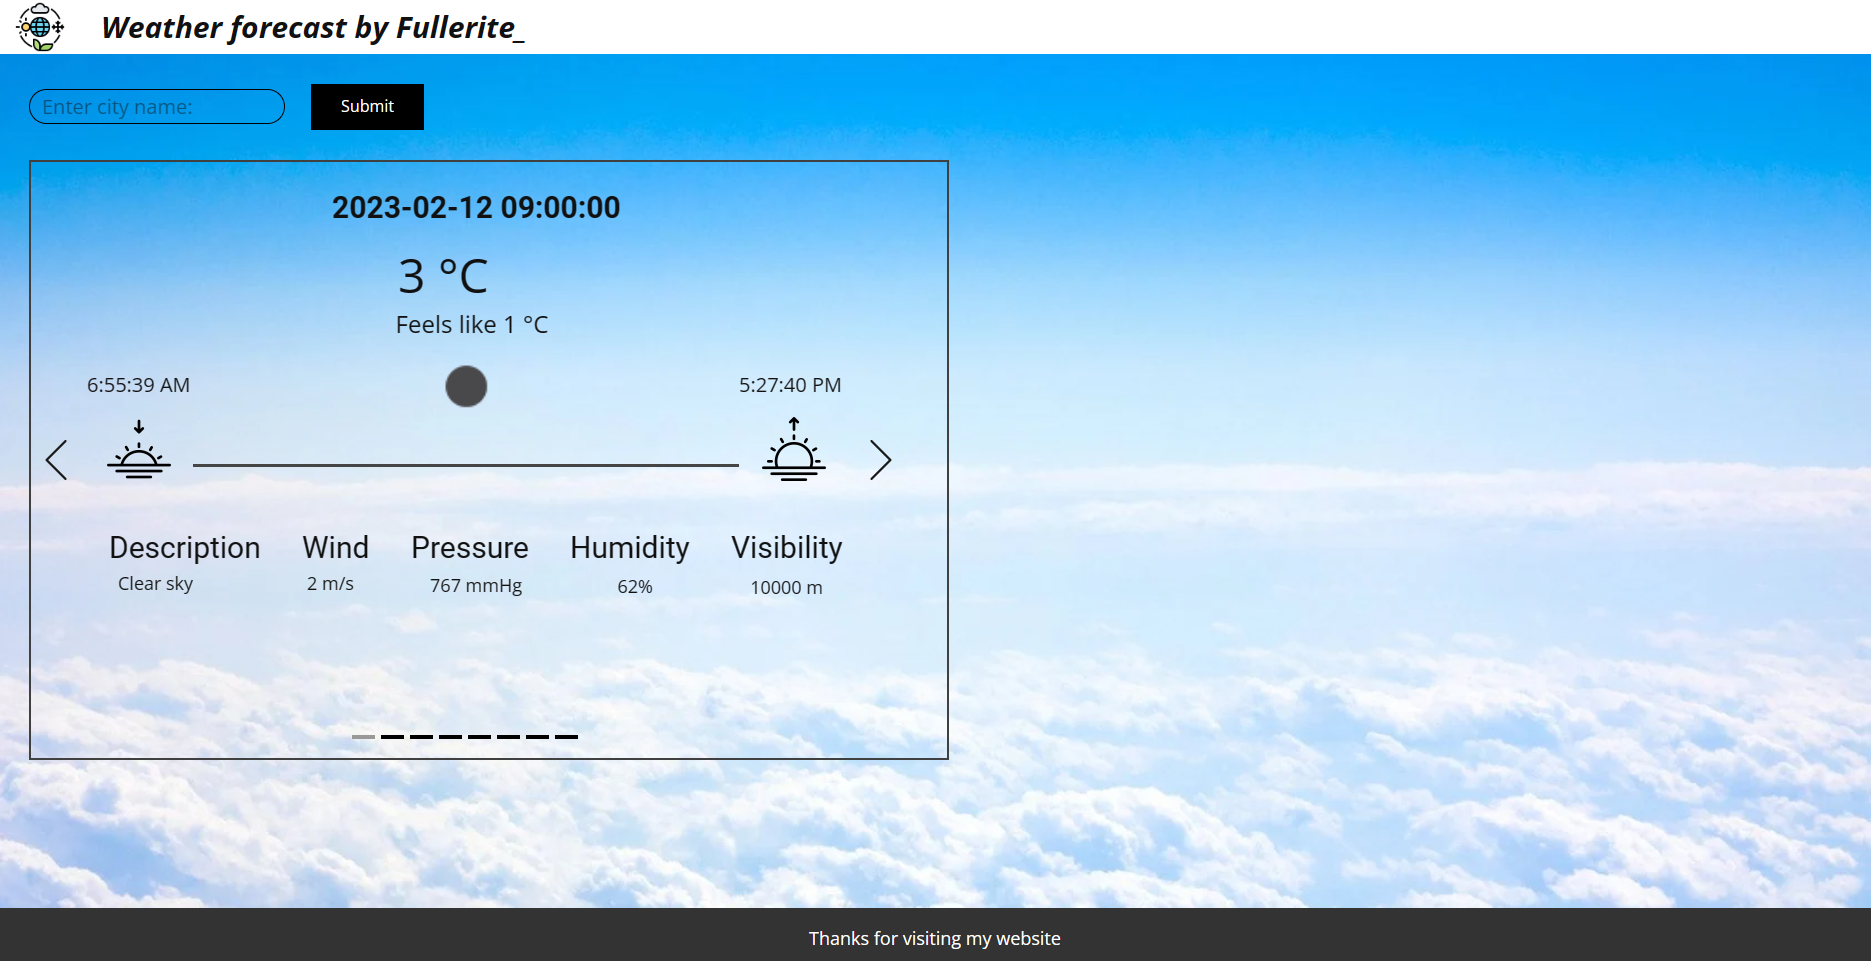 Weather forecast by Fullerite_
Enter city name:
Submit
2023-02-12 09:00:00
3 °C
Feels like 1 °C
6:55:39 AM
5:27:40 PM
Description Wind Pressure Humidity Visibility
Clear sky 2 m/s 767 mmHg 62% 10000 m
Thanks for visiting my website